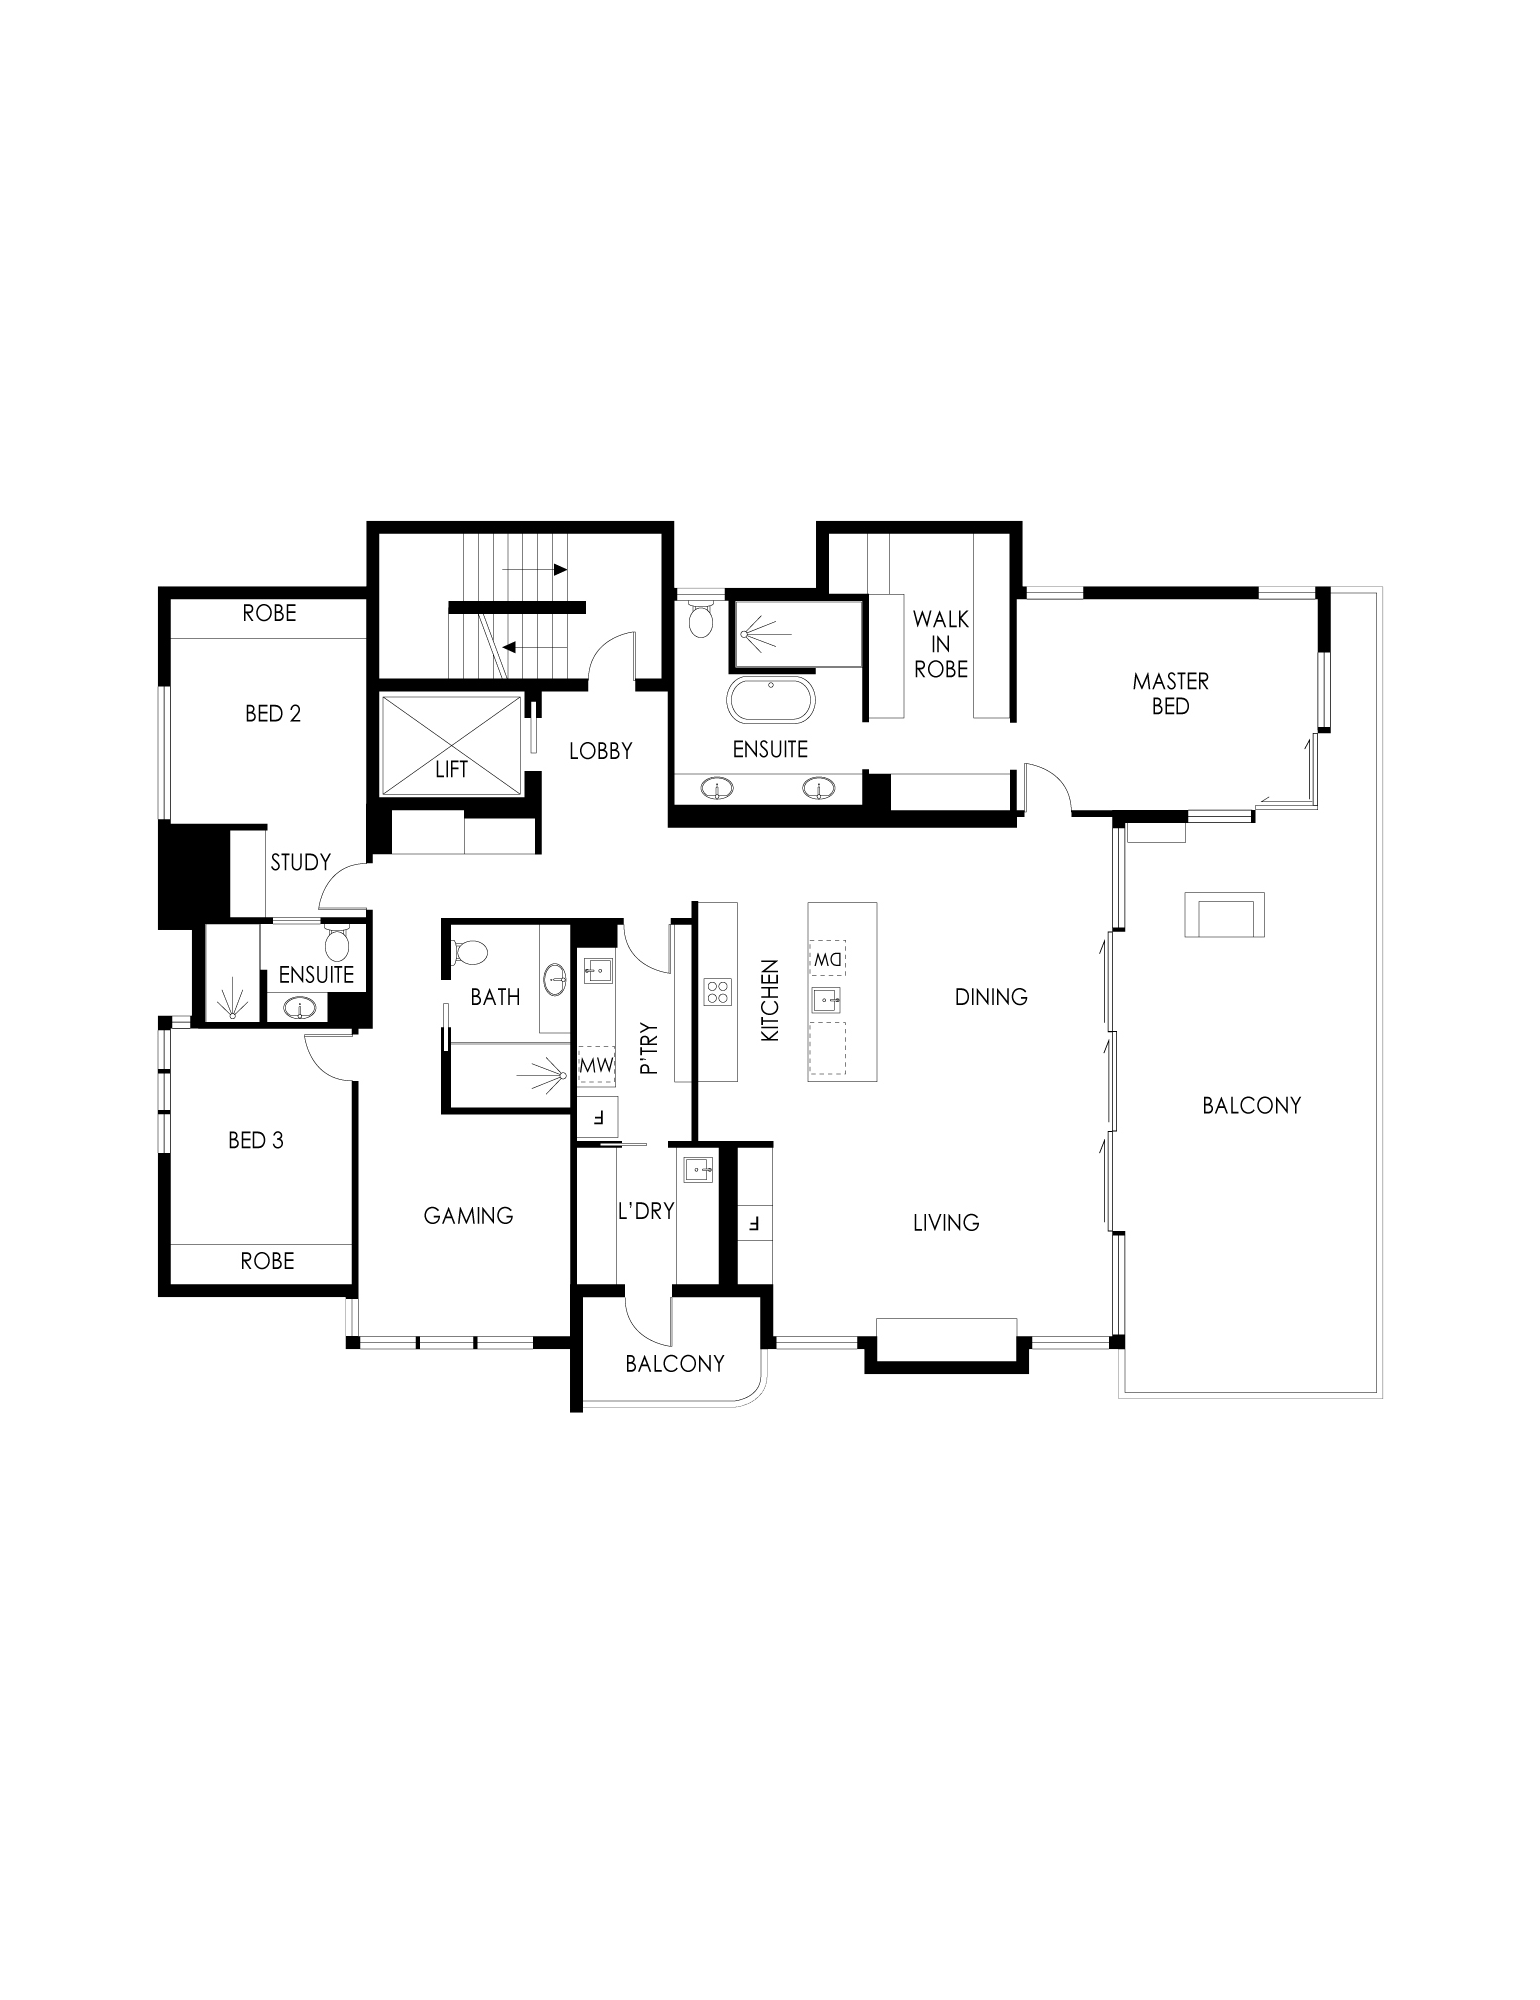 ROBE
WALK
IN
ROBE
MASTER
BED
BED 2
LOBBY
ENSUITE
LIFT
STUDY
DW
ENSUITE
BATH
KITCHEN
DINING
P'TRY
MW
F
BALCONY
BED 3
L'DRY
GAMING
F
LIVING
ROBE
BALCONY